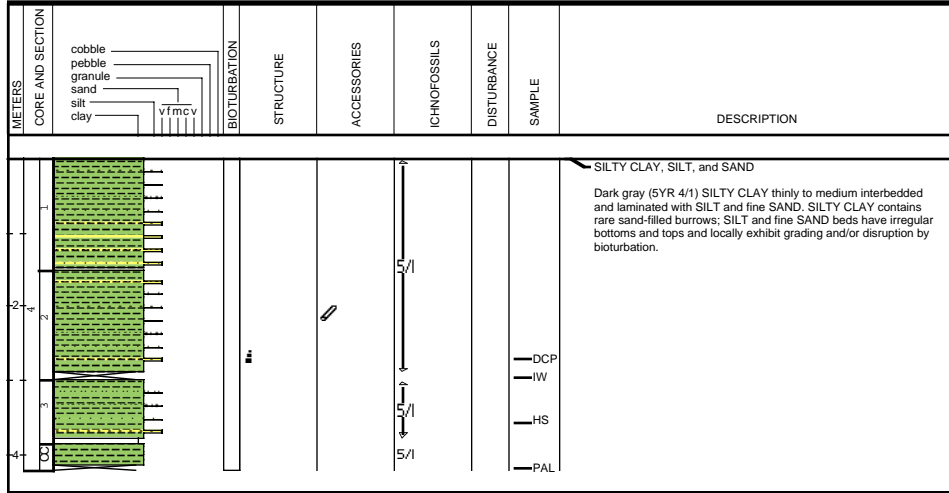 METERS
CORE AND SECTION
cobble
pebble
granule
sand
silt
clay
v f m c v
BIOTURBATION
STRUCTURE
ACCESSORIES
ICHNOFOSSILS
DISTURBANCE
SAMPLE
DESCRIPTION
SILTY CLAY, SILT, and SAND
Dark gray (5YR 4/1) SILTY CLAY thinly to medium interbedded
and laminated with SILT and fine SAND. SILTY CLAY contains
rare sand-filled burrows; SILT and fine SAND beds have irregular
bottoms and tops and locally exhibit grading and/or disruption by
bioturbation.
1
2
4
2
3
CC
4
DCP
IW
HS
PAL